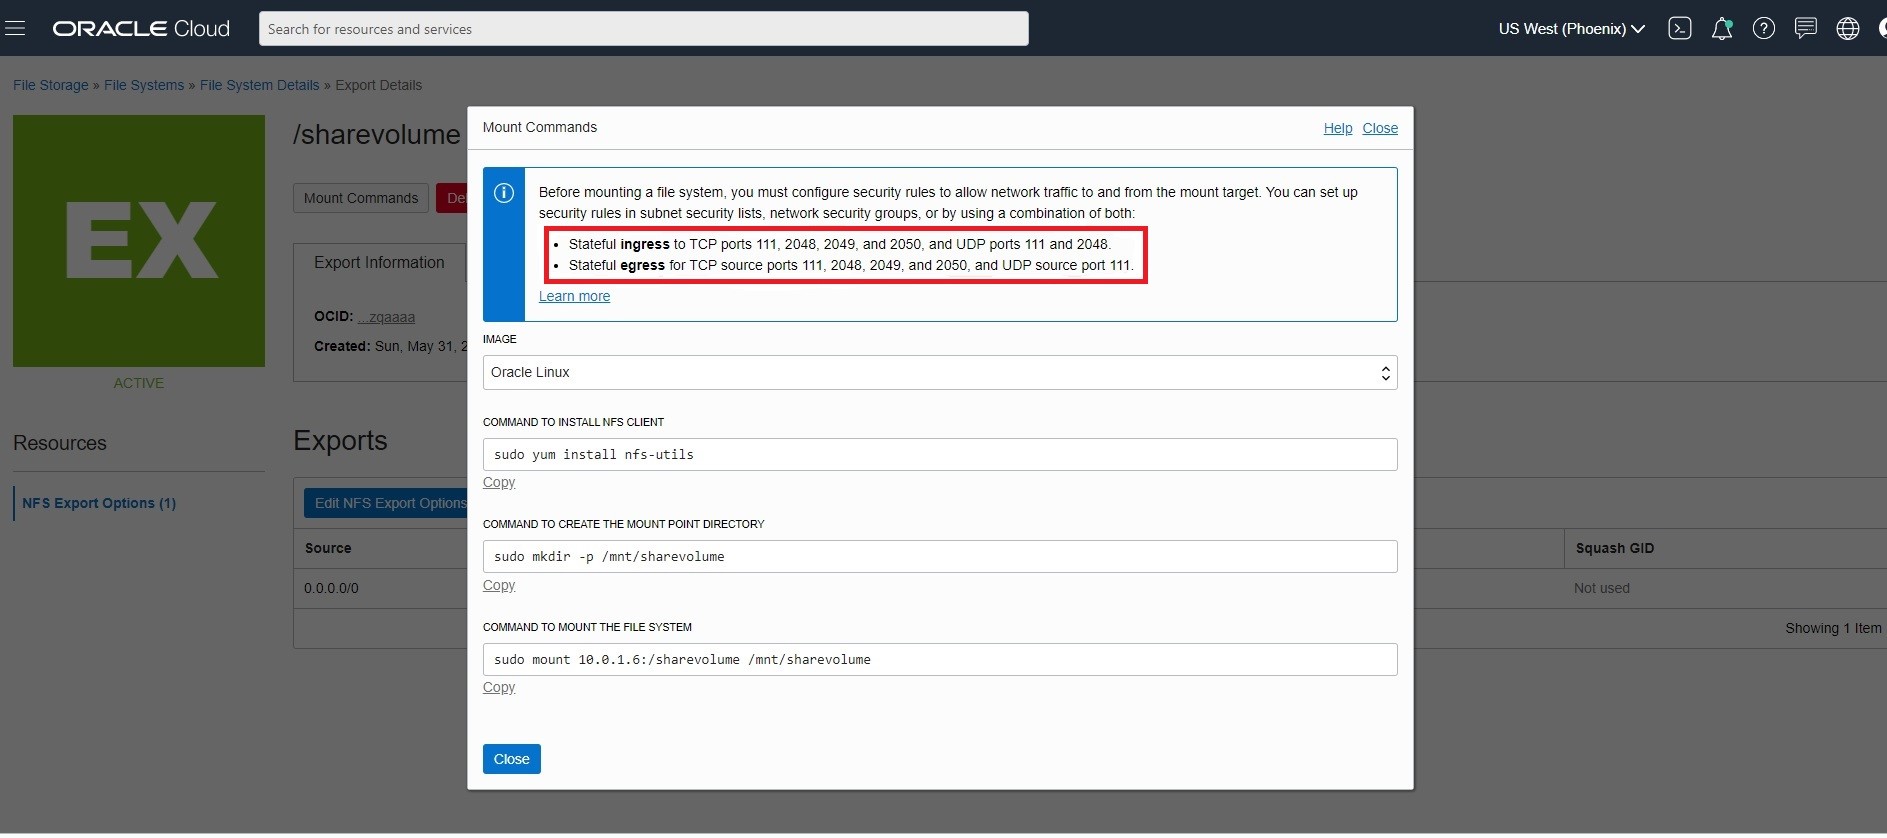 ORACLE Cloud
Search for resources and services
US West (Phoenix)
File Storage » File Systems » File System Details » Export Details
EX
ACTIVE
/sharevolume
Mount Commands
Export Information
OCID: ...zqaaaa
Created: Sun, May 31,
Resources
NFS Export Options (1)
Exports
Edit NFS Export Options
Source
Squash GID
0.0.0.0/0
Not used
Showing 1 Item
Mount Commands
Help Close
Before mounting a file system, you must configure security rules to allow network traffic to and from the mount target. You can set up
security rules in subnet security lists, network security groups, or by using a combination of both:
• Stateful ingress to TCP ports 111, 2048, 2049, and 2050, and UDP ports 111 and 2048.
• Stateful egress for TCP source ports 111, 2048, 2049, and 2050, and UDP source port 111.
Learn more
IMAGE
Oracle Linux
COMMAND TO INSTALL NFS CLIENT
sudo yum install nfs-utils
Copy
COMMAND TO CREATE THE MOUNT POINT DIRECTORY
sudo mkdir -p /mnt/sharevolume
Copy
COMMAND TO MOUNT THE FILE SYSTEM
sudo mount 10.0.1.6:/sharevolume /mnt/sharevolume
Copy
Close